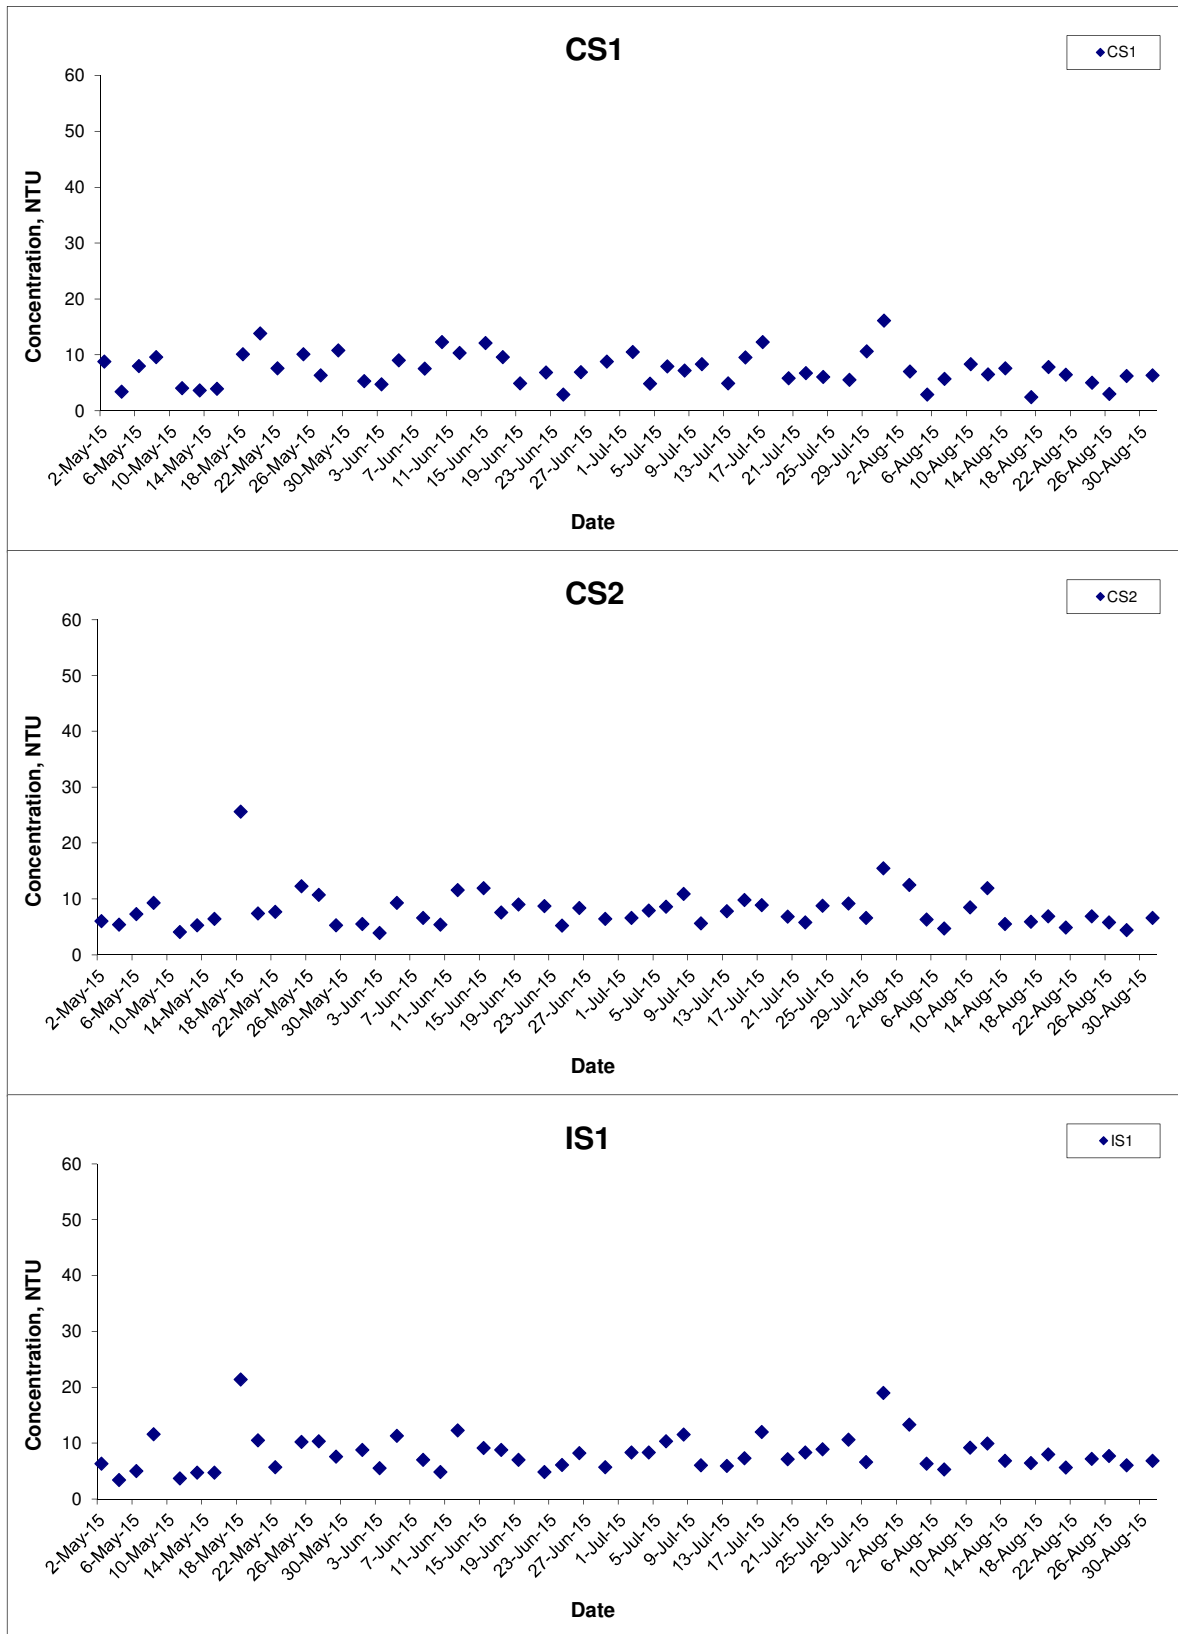 CS1
CS1
60
50
40
30
20
10
0
Concentration, NTU
2-May-15
6-May-15
10-May-15
14-May-15
18-May-15
22-May-15
26-May-15
30-May-15
3-Jun-15
7-Jun-15
11-Jun-15
15-Jun-15
19-Jun-15
23-Jun-15
27-Jun-15
1-Jul-15
5-Jul-15
9-Jul-15
13-Jul-15
17-Jul-15
21-Jul-15
25-Jul-15
29-Jul-15
2-Aug-15
6-Aug-15
10-Aug-15
14-Aug-15
18-Aug-15
22-Aug-15
26-Aug-15
30-Aug-15
Date
CS2
CS2
60
50
40
30
20
10
0
Concentration, NTU
2-May-15
6-May-15
10-May-15
14-May-15
18-May-15
22-May-15
26-May-15
30-May-15
3-Jun-15
7-Jun-15
11-Jun-15
15-Jun-15
19-Jun-15
23-Jun-15
27-Jun-15
1-Jul-15
5-Jul-15
9-Jul-15
13-Jul-15
17-Jul-15
21-Jul-15
25-Jul-15
29-Jul-15
2-Aug-15
6-Aug-15
10-Aug-15
14-Aug-15
18-Aug-15
22-Aug-15
26-Aug-15
30-Aug-15
Date
IS1
IS1
60
50
40
30
20
10
0
Concentration, NTU
2-May-15
6-May-15
10-May-15
14-May-15
18-May-15
22-May-15
26-May-15
30-May-15
3-Jun-15
7-Jun-15
11-Jun-15
15-Jun-15
19-Jun-15
23-Jun-15
27-Jun-15
1-Jul-15
5-Jul-15
9-Jul-15
13-Jul-15
17-Jul-15
21-Jul-15
25-Jul-15
29-Jul-15
2-Aug-15
6-Aug-15
10-Aug-15
14-Aug-15
18-Aug-15
22-Aug-15
26-Aug-15
30-Aug-15
Date